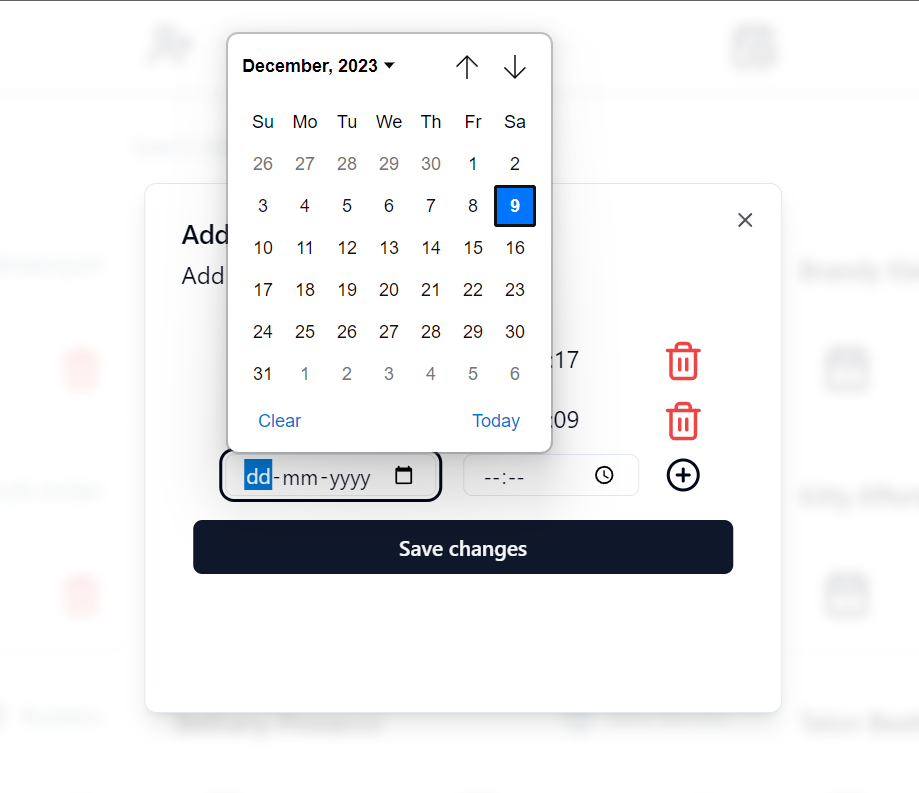 December, 2023
Su Mo Tu We Th Fr Sa
26 27 28 29 30 1 2
3 4 5 6 7 8 9
10 11 12 13 14 15 16
17 18 19 20 21 22 23
24 25 26 27 28 29 30
31 1 2 3 4 5 6
Clear Today
Add
Add
:17
:09
dd-mm-yyyy --:--
Save changes